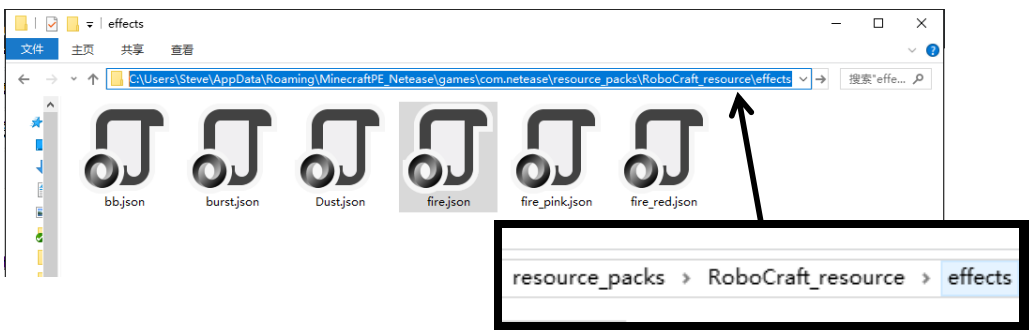 effects
文件 主页 共享 查看
C:\Users\Steve\AppData\Roaming\MinecraftPE_Netease\games\com.netease\resource_packs\RoboCraft_resource\effects 搜索"effe...
bb.json burst.json Dust.json fire.json fire_pink.json fire_red.json
resource_packs > RoboCraft_resource > effects